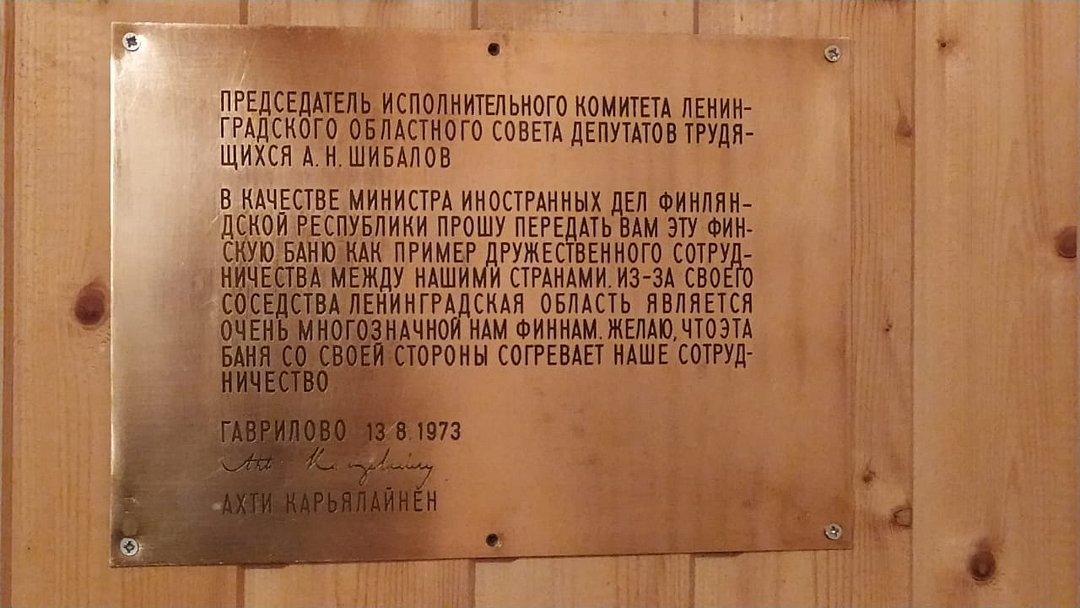 ПРЕДСЕДАТЕЛЬ ИСПОЛНИТЕЛЬНОГО КОМИТЕТА ЛЕНИН-
ГРАДСКОГО ОБЛАСТНОГО СОВЕТА ДЕПУТАТОВ ТРУДЯ-
ЩИХСЯ А. Н. ШИБАЛОВ
В КАЧЕСТВЕ МИНИСТРА ИНОСТРАННЫХ ДЕЛ ФИНЛЯН-
ДСКОЙ РЕСПУБЛИКИ ПРОШУ ПЕРЕДАТЬ ВАМ ЭТУ ФИН-
СКУЮ БАНЮ КАК ПРИМЕР ДРУЖЕСТВЕННОГО СОТРУД-
НИЧЕСТВА МЕЖДУ НАШИМИ СТРАНАМИ. ИЗ-ЗА СВОЕГО
СОСЕДСТВА ЛЕНИНГРАДСКАЯ ОБЛАСТЬ ЯВЛЯЕТСЯ
ОЧЕНЬ МНОГОЗНАЧНОЙ НАМ ФИННАМ. ЖЕЛАЮ, ЧТО ЭТА
БАНЯ СО СВОЕЙ СТОРОНЫ СОГРЕВАЕТ НАШЕ СОТРУД-
НИЧЕСТВО
ГАВРИЛОВО 13 8. 1973
АХТИ КАРЬЯЛАЙНЕН